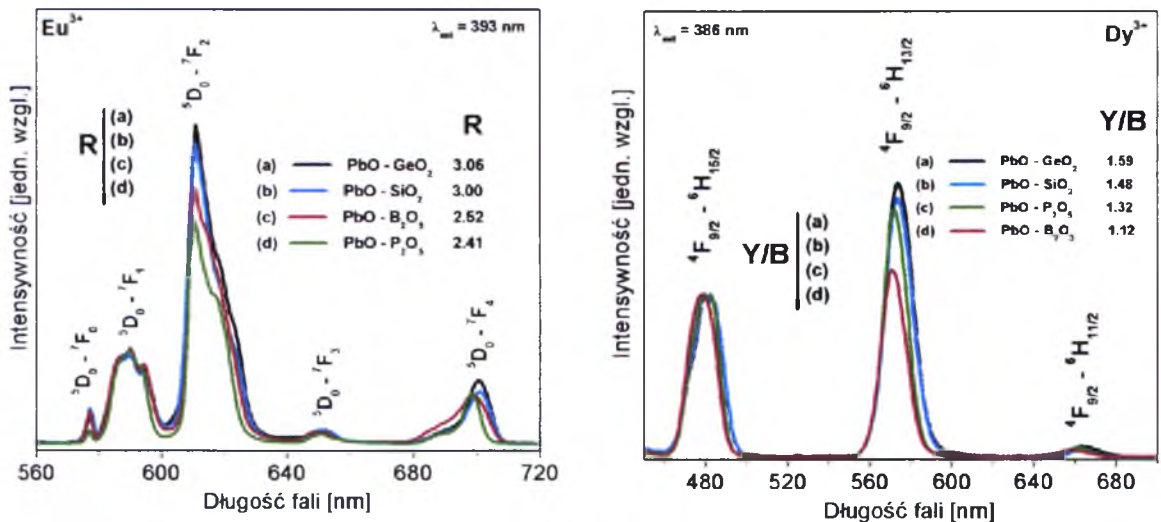 Eu³⁺
λ = 393 nm
⁵D₀ - ⁷F₂
R
(a)
(b)
(c)
(d)
R
(a) PbO - GeO₂ 3.06
(b) PbO - SiO₂ 3.00
(c) PbO - B₂O₃ 2.52
(d) PbO - P₂O₅ 2.41
⁵D₀ - ⁷F₀
⁵D₀ - ⁷F₁
⁵D₀ - ⁷F₃
⁵D₀ - ⁷F₄
Intensywność [jedn. wzgl.]
560 600 640 680 720
Długość fali [nm]
λ = 386 nm
Dy³⁺
⁴F₉/₂ - ⁶H₁₃/₂
Y/B
(a) PbO - GeO₂ 1.59
(b) PbO - SiO₂ 1.48
(c) PbO - P₂O₅ 1.32
(d) PbO - B₂O₃ 1.12
⁴F₉/₂ - ⁶H₁₅/₂
Y/B
(a)
(b)
(c)
(d)
⁴F₉/₂ - ⁶H₁₁/₂
Intensywność [jedn. wzgl.]
480 520 560 600 640 680
Długość fali [nm]